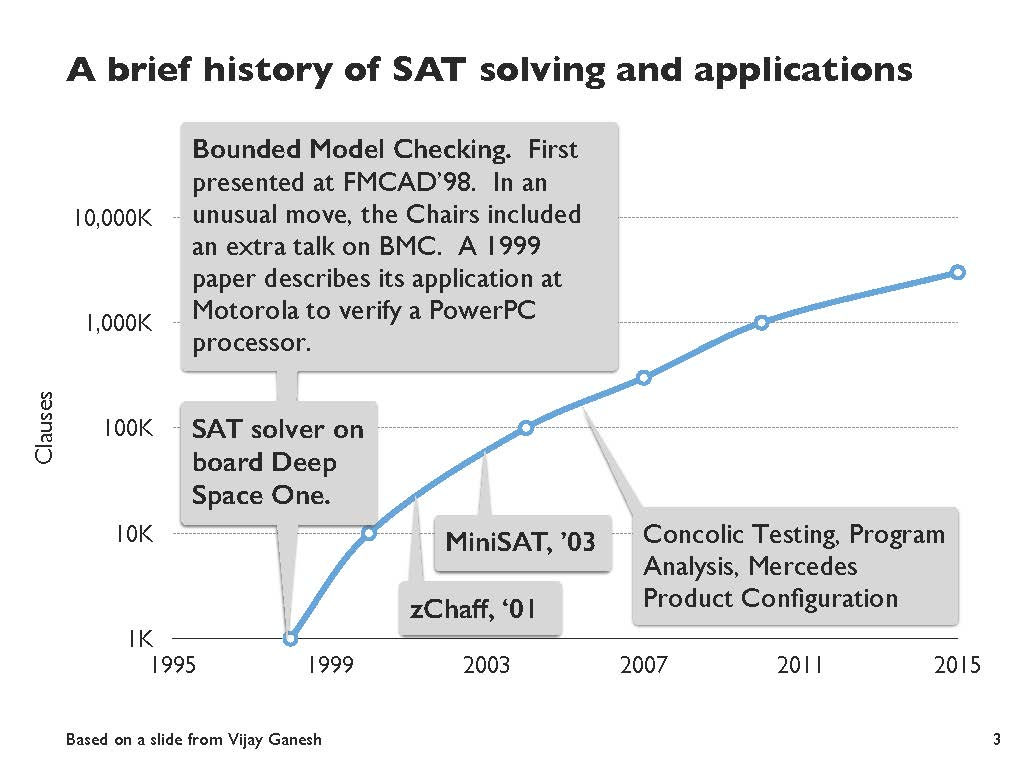 A brief history of SAT solving and applications
Bounded Model Checking. First
presented at FMCAD’98. In an
unusual move, the Chairs included
an extra talk on BMC. A 1999
paper describes its application at
Motorola to verify a PowerPC
processor.
10,000K
1,000K
100K
10K
1K
Clauses
SAT solver on
board Deep
Space One.
MiniSAT, ’03
zChaff, ‘01
Concolic Testing, Program
Analysis, Mercedes
Product Configuration
1995 1999 2003 2007 2011 2015
Based on a slide from Vijay Ganesh
3